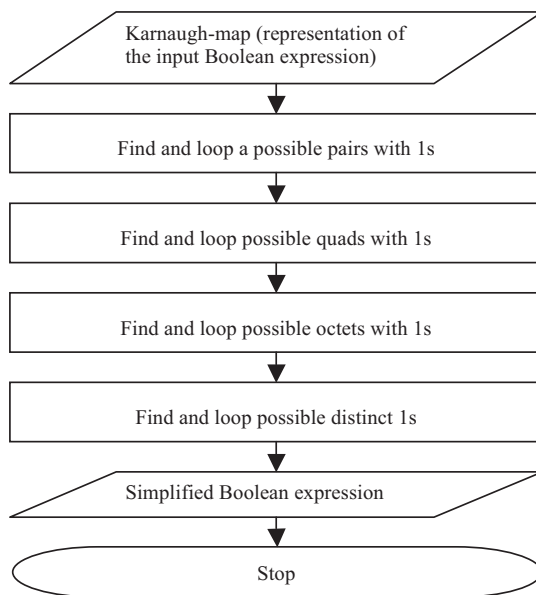 Karnaugh-map (representation of
the input Boolean expression)
Find and loop a possible pairs with 1s
Find and loop possible quads with 1s
Find and loop possible octets with 1s
Find and loop possible distinct 1s
Simplified Boolean expression
Stop